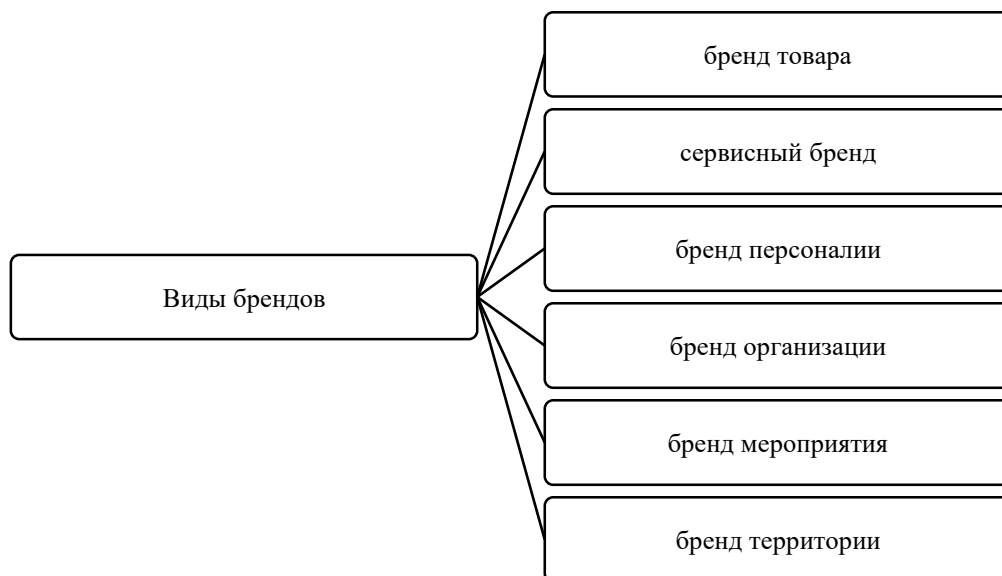 бренд товара
сервисный бренд
бренд персоналии
Виды брендов
бренд организации
бренд мероприятия
бренд территории